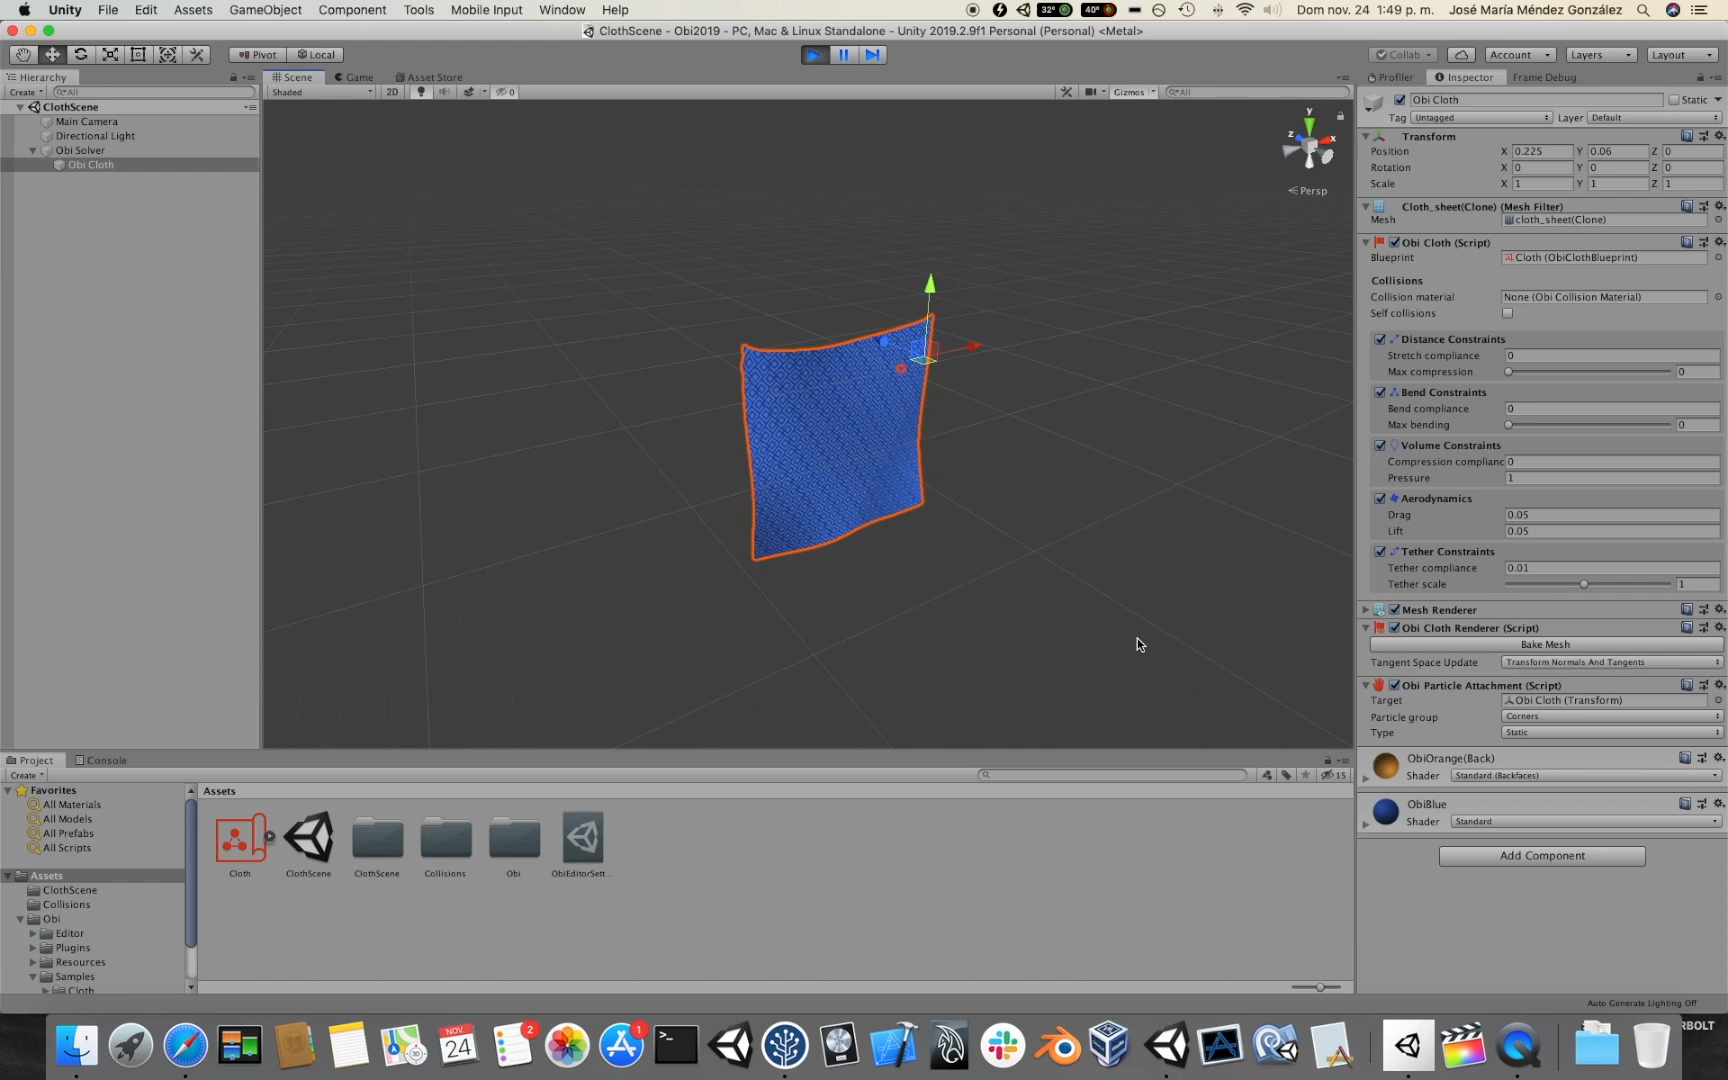 Unity File Edit Assets GameObject Component Tools Mobile Input Window Help
32° 40° Dom nov. 24 1:49 p. m. José María Méndez González
ClothScene - Obi2019 - PC, Mac & Linux Standalone - Unity 2019.2.9f1 Personal (Personal) <Metal>
Pivot Local Collab Account Layers Layout
Hierarchy
Create All
ClothScene
Main Camera
Directional Light
Obi Solver
Obi Cloth
Scene Game Asset Store
Shaded 2D 0 Gizmos All
y
z x
Persp
Profiler Inspector Frame Debug
Obi Cloth Static
Tag Untagged Layer Default
Transform
Position X 0.225 Y 0.06 Z 0
Rotation X 0 Y 0 Z 0
Scale X 1 Y 1 Z 1
Cloth_sheet(Clone) (Mesh Filter)
Mesh cloth_sheet(Clone)
Obi Cloth (Script)
Blueprint Cloth (ObiClothBlueprint)
Collisions
Collision material None (Obi Collision Material)
Self collisions
Distance Constraints
Stretch compliance 0
Max compression 0
Bend Constraints
Bend compliance 0
Max bending 0
Volume Constraints
Compression complianc 0
Pressure 1
Aerodynamics
Drag 0.05
Lift 0.05
Tether Constraints
Tether compliance 0.01
Tether scale 1
Mesh Renderer
Obi Cloth Renderer (Script)
Bake Mesh
Tangent Space Update Transform Normals And Tangents
Obi Particle Attachment (Script)
Target Obi Cloth (Transform)
Particle group Corners
Type Static
ObiOrange(Back)
Shader Standard (Backfaces)
ObiBlue
Shader Standard
Add Component
Project Console
Create 15
Favorites
All Materials
All Models
All Prefabs
All Scripts
Assets
ClothScene
Collisions
Obi
Editor
Plugins
Resources
Samples
Cloth
Assets
Cloth ClothScene ClothScene Collisions Obi ObiEditorSett...
Auto Generate Lighting Off
NOV. 24 2 1
RBOLT